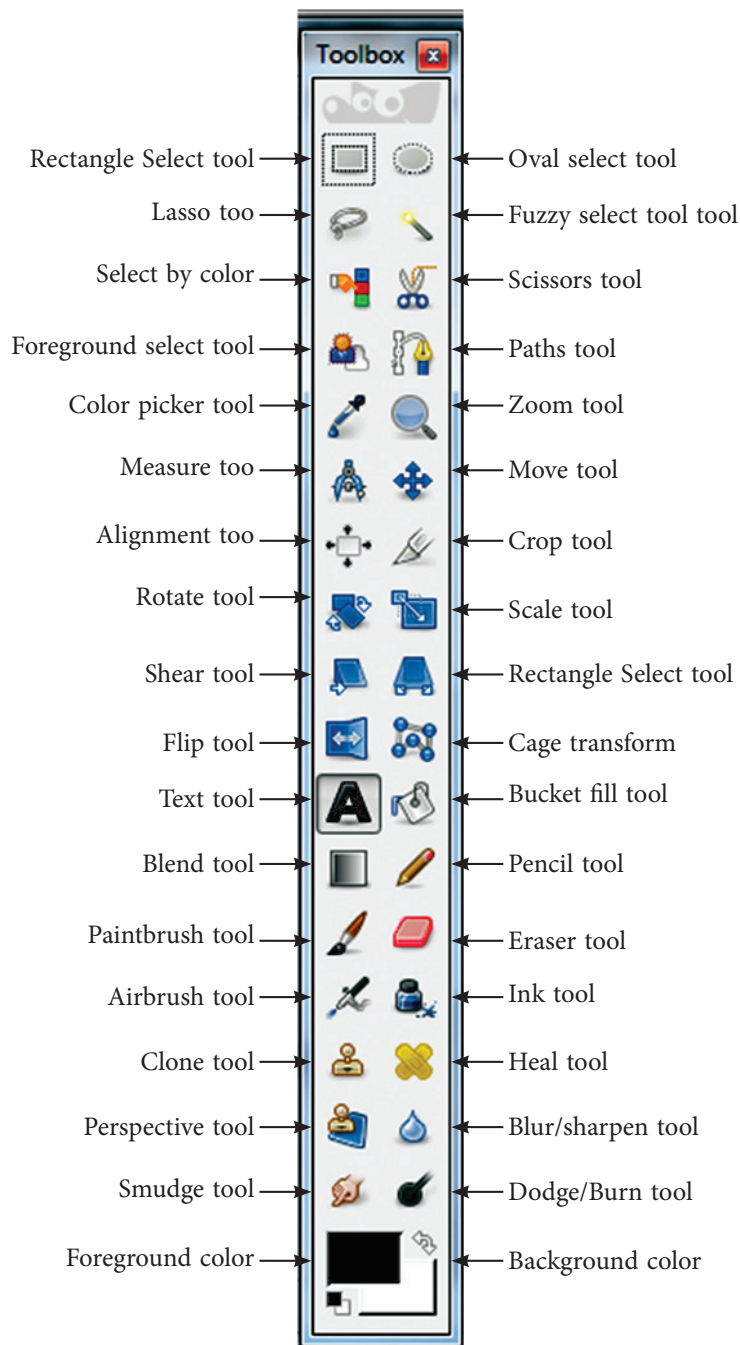 Toolbox
Rectangle Select tool
Oval select tool
Lasso too
Fuzzy select tool tool
Select by color
Scissors tool
Foreground select tool
Paths tool
Color picker tool
Zoom tool
Measure too
Move tool
Alignment too
Crop tool
Rotate tool
Scale tool
Shear tool
Rectangle Select tool
Flip tool
Cage transform
Text tool
Bucket fill tool
Blend tool
Pencil tool
Paintbrush tool
Eraser tool
Airbrush tool
Ink tool
Clone tool
Heal tool
Perspective tool
Blur/sharpen tool
Smudge tool
Dodge/Burn tool
Foreground color
Background color